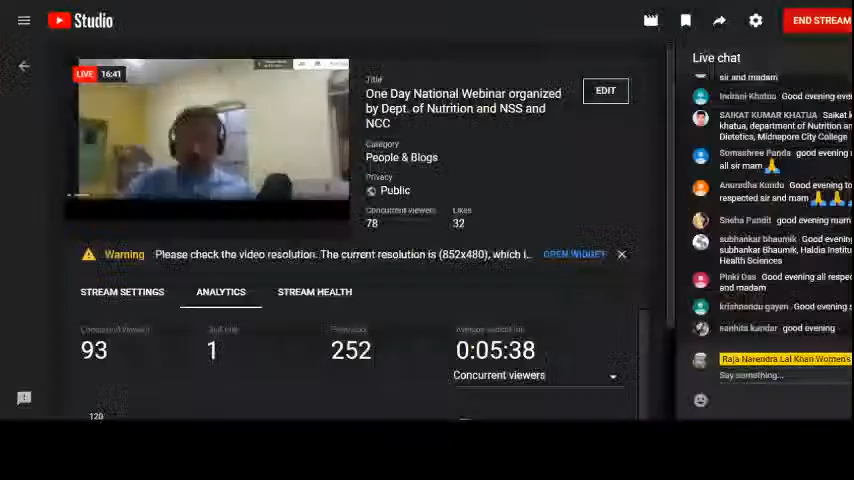 Studio
END STREAM
LIVE 16:41
Title
One Day National Webinar organized
by Dept. of Nutrition and NSS and
NCC
EDIT
Category
People & Blogs
Privacy
Public
Concurrent viewers
78
Likes
32
Warning Please check the video resolution. The current resolution is (852x480), which i...
OPEN WIDGET
STREAM SETTINGS
ANALYTICS
STREAM HEALTH
Concurrent viewers
93
1
252
0:05:38
Concurrent viewers
120
Live chat
sir and madam
Indrani Khatua Good evening eve
SAIKAT KUMAR KHATUA Saikat k
khatua, department of Nutrition an
Dietetics, Midnapore City College
Somashree Panda good evening
all sir mam
Anuradha Kundu Good evening to
respected sir and mam
Sneha Pundit good evening mam
subhankar bhaumik Good evening
subhankar Bhaumik, Haldia Institu
Health Sciences
Pinki Das Good evening all respec
and madam
krishnendu gayen Good evening s
sanhita kandar good evening
Raja Narendra Lal Khan Women's
Say something...